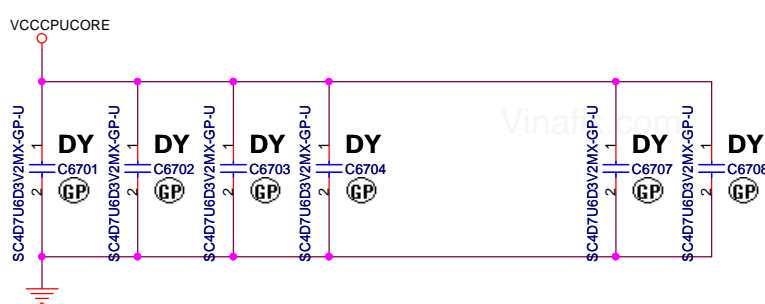 VCCCPUCORE
Vinafix.com
DY DY DY DY DY DY
SC4D7U6D3V2MX-GP-U SC4D7U6D3V2MX-GP-U SC4D7U6D3V2MX-GP-U SC4D7U6D3V2MX-GP-U SC4D7U6D3V2MX-GP-U SC4D7U6D3V2MX-GP-U
1 1 1 1 1 1
C6701 C6702 C6703 C6704 C6707 C6708
2 2 2 2 2 2
GP GP GP GP GP GP